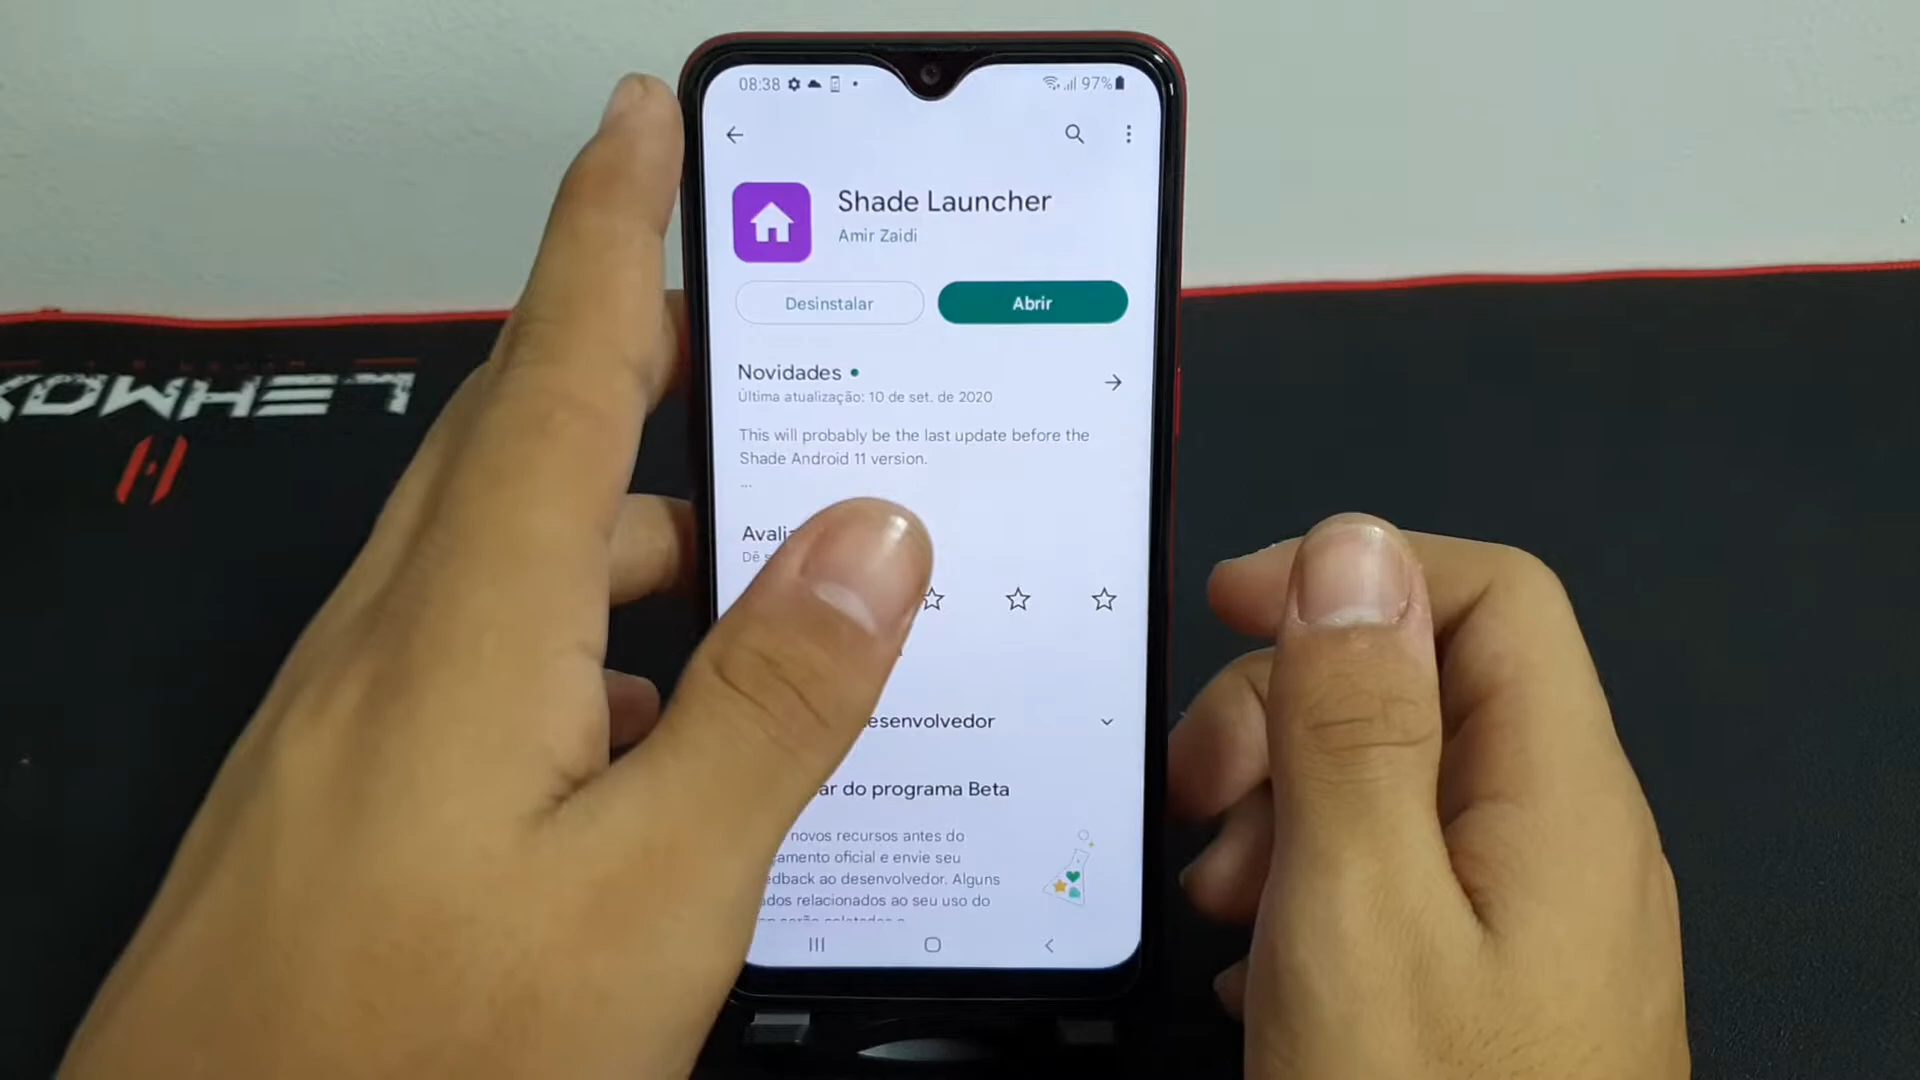 08:38
97%
Shade Launcher
Amir Zaidi
Desinstalar
Abrir
Novidades
Última atualização: 10 de set. de 2020
This will probably be the last update before the
Shade Android 11 version.
...
esenvolvedor
ar do programa Beta
novos recursos antes do
amento oficial e envie seu
edback ao desenvolvedor. Alguns
dos relacionados ao seu uso do